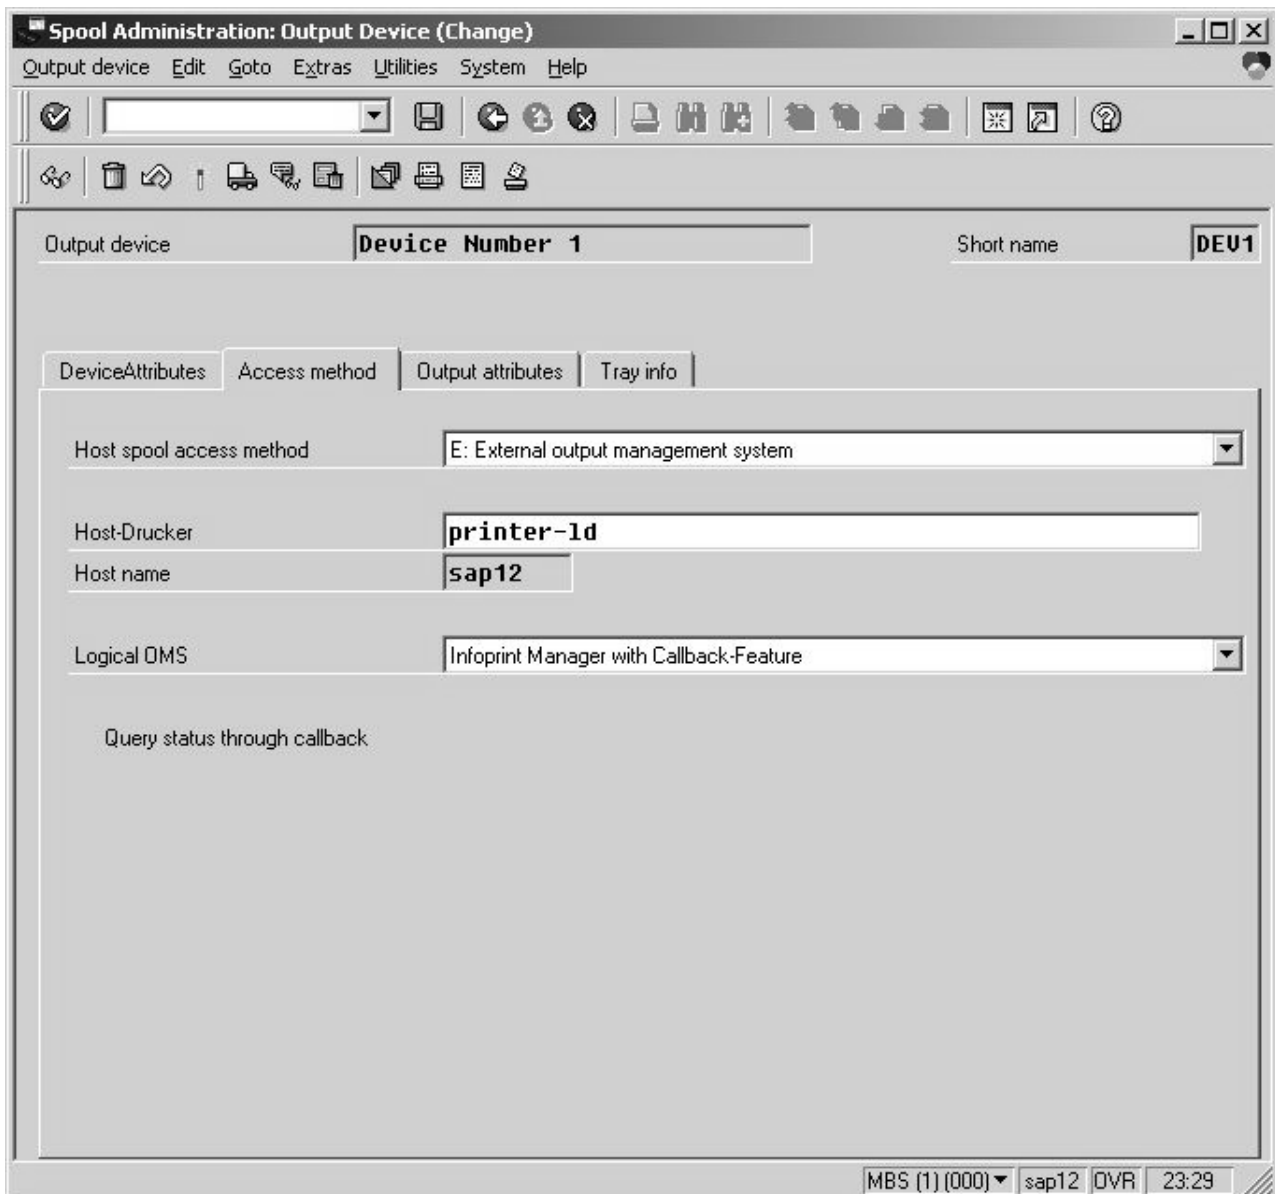 Spool Administration: Output Device (Change)
Output device Edit Goto Extras Utilities System Help
Output device Device Number 1 Short name DEV1
DeviceAttributes Access method Output attributes Tray info
Host spool access method E: External output management system
Host-Drucker printer-ld
Host name sap12
Logical OMS Infoprint Manager with Callback-Feature
Query status through callback
MBS (1) (000) sap12 OVR 23:29